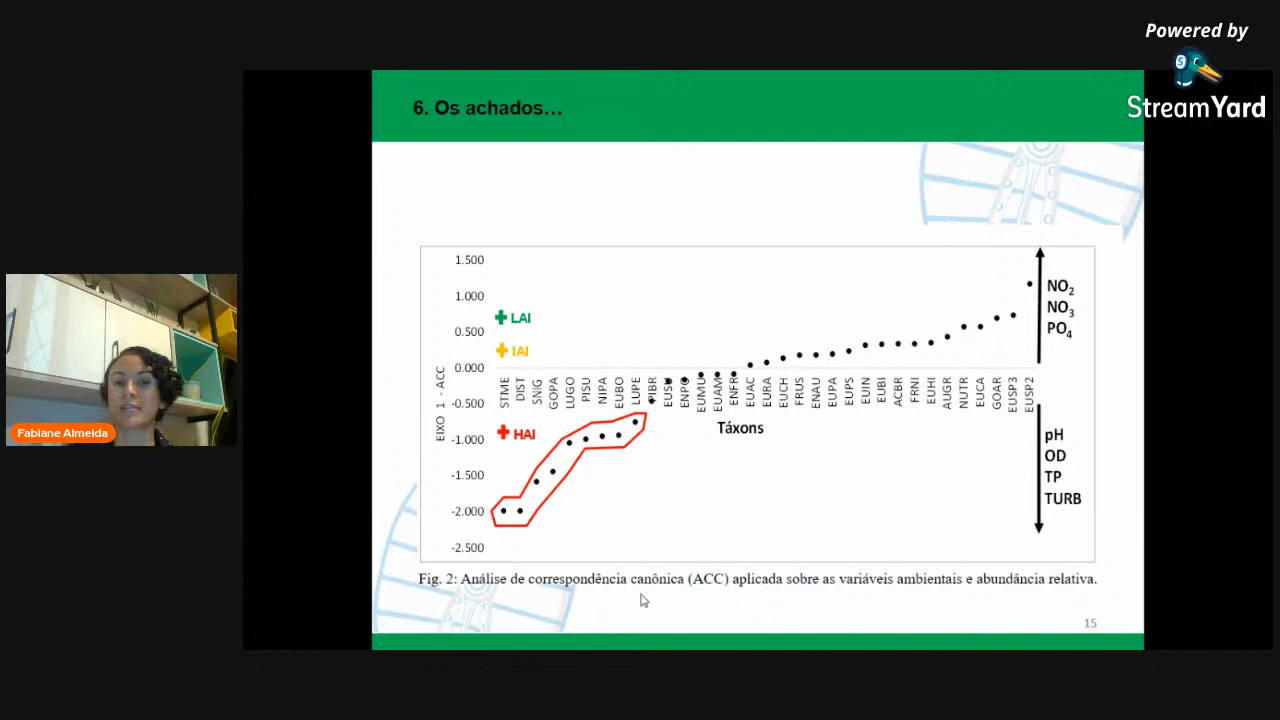 Powered by
StreamYard
6. Os achados...
1.500
1.000
0.500
0.000
-0.500
-1.000
-1.500
-2.000
-2.500
EIXO 1 - ACC
LAI
IAI
HAI
STME
DIST
SNIG
GOPA
LUGO
PISU
NIPA
EUBO
LUPE
PIBR
ENPO
EUMU
EUAM
ENFR
EUAC
EURA
EUCH
FRUS
ENAU
EUPA
EUPS
EUIN
EUBI
ACBR
FRNI
EUHI
AUGR
NUTR
EUCA
GOAR
EUSP3
EUSP2
Táxons
NO2
NO3
PO4
pH
OD
TP
TURB
Fig. 2: Análise de correspondência canônica (ACC) aplicada sobre as variáveis ambientais e abundância relativa.
15
Fabiane Almeida